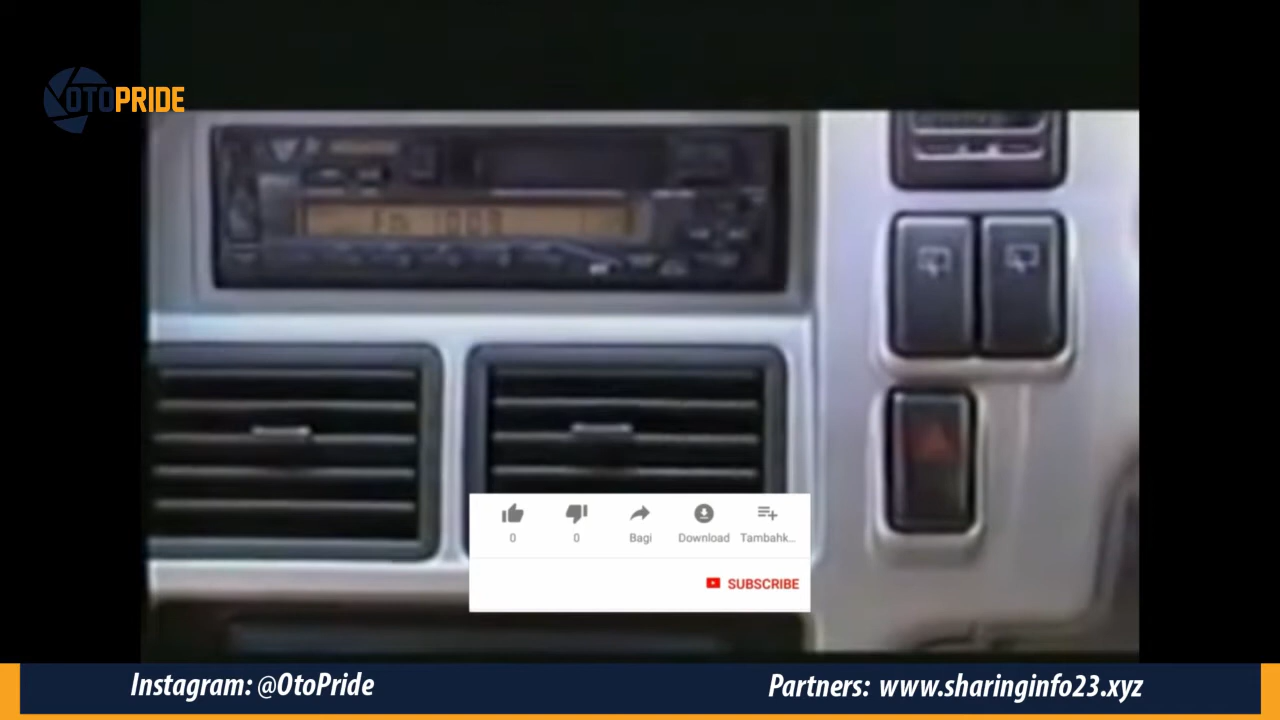 OTOPRIDE
0
0
Bagi
Download
Tambahk...
SUBSCRIBE
Instagram: @OtoPride
Partners: www.sharinginfo23.xyz